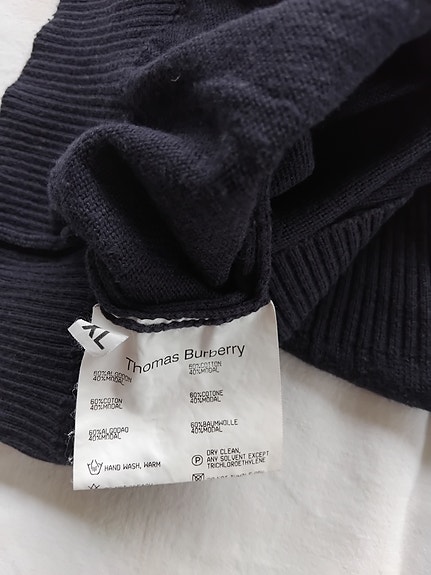 XL
Thomas Burberry
60%ALGODON
40%MODAL
60%COTTON
40%MODAL
60%COTON
40%MODAL
60%COTONE
40%MODAL
60%ALGODAO
40%MODAL
60%BAUMWOLLE
40%MODAL
HAND WASH, WARM
P
DRY CLEAN,
ANY SOLVENT EXCEPT
TRICHLOROETHYLENE